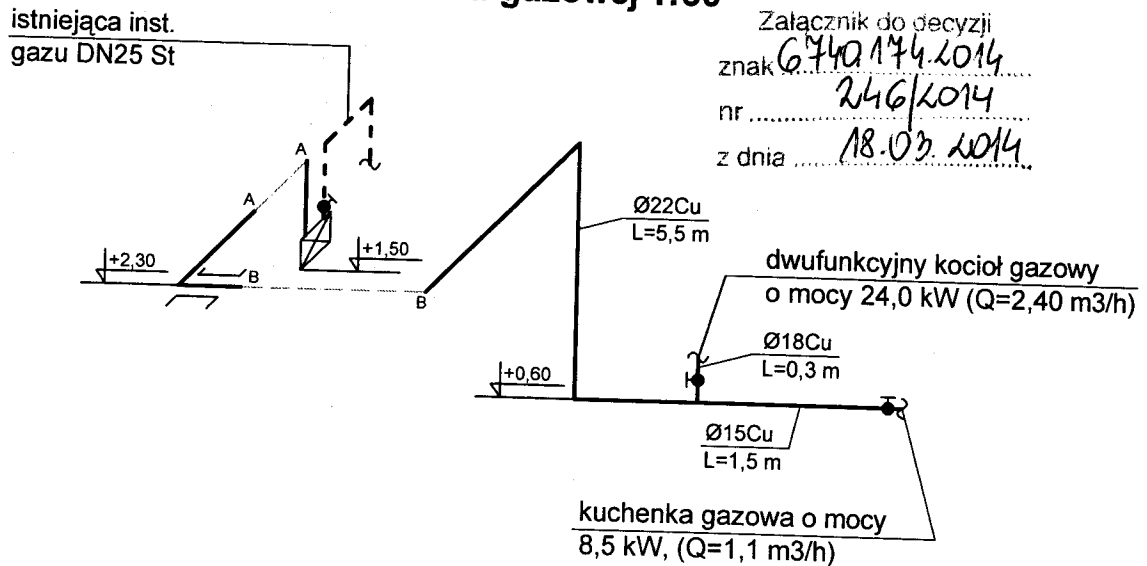 gazowej
istniejąca inst.
gazu DN25 St
Załącznik do decyzji
znak 6740.174.2014
nr 246/2014
z dnia 18.03.2014
A
A
B
B
+2,30
+1,50
Ø22Cu
L=5,5 m
dwufunkcyjny kocioł gazowy
o mocy 24,0 kW (Q=2,40 m3/h)
Ø18Cu
L=0,3 m
+0,60
Ø15Cu
L=1,5 m
kuchenka gazowa o mocy
8,5 kW, (Q=1,1 m3/h)